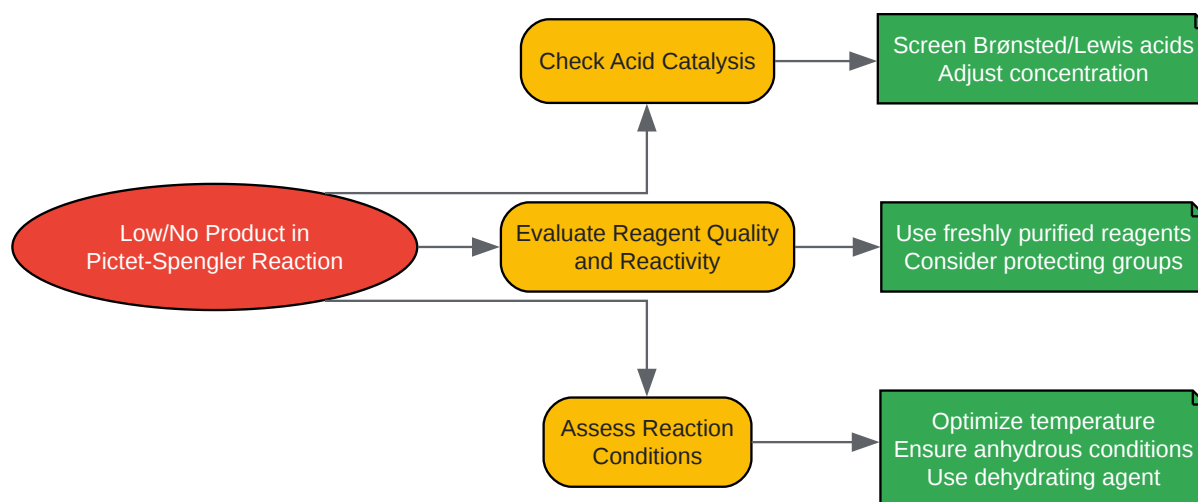 Check Acid Catalysis
Screen Brønsted/Lewis acids
Adjust concentration
Low/No Product in
Pictet-Spengler Reaction
Evaluate Reagent Quality
and Reactivity
Use freshly purified reagents
Consider protecting groups
Assess Reaction
Conditions
Optimize temperature
Ensure anhydrous conditions
Use dehydrating agent